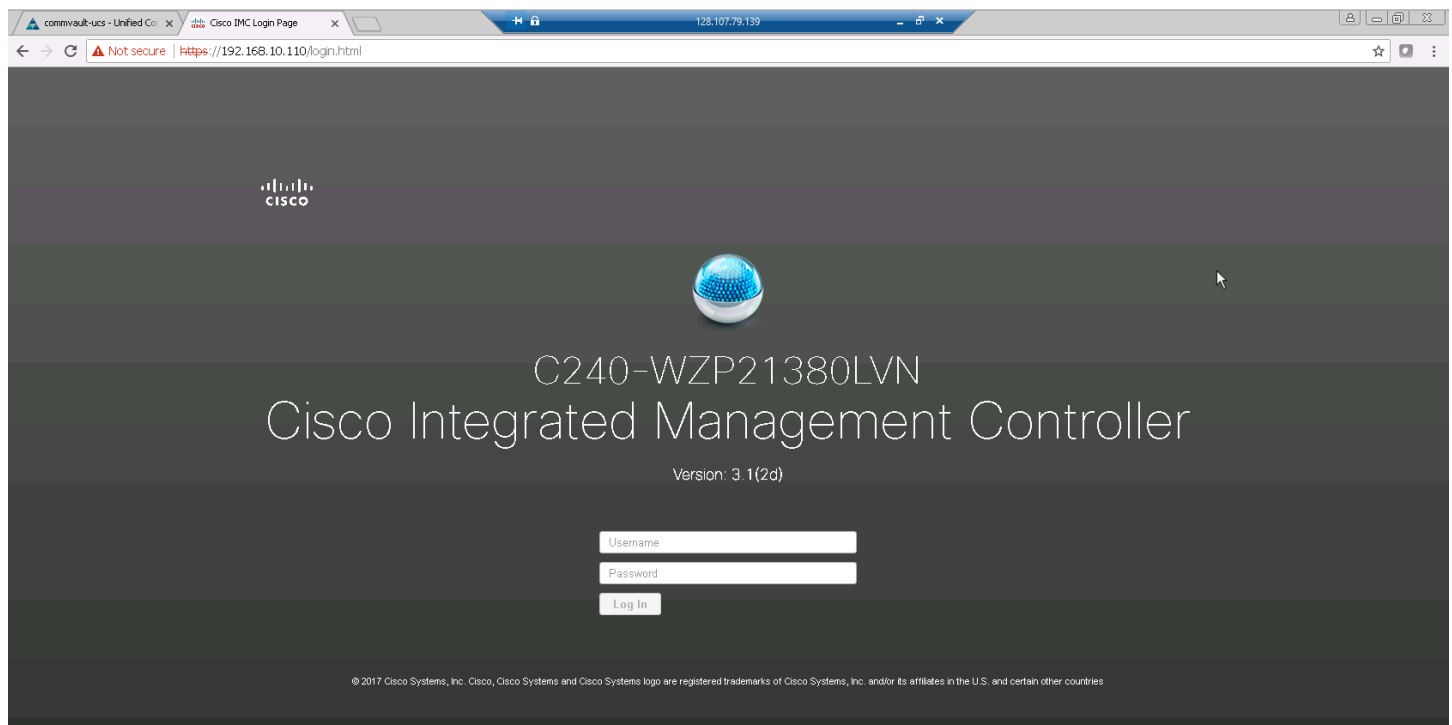 commvault-ucs - Unified Co
Cisco IMC Login Page
128.107.79.139
Not secure | https://192.168.10.110/login.html
CISCO
C240-WZP21380LVN
Cisco Integrated Management Controller
Version: 3.1(2d)
Username
Password
Log In
© 2017 Cisco Systems, Inc. Cisco, Cisco Systems and Cisco Systems logo are registered trademarks of Cisco Systems, Inc. and/or its affiliates in the U.S. and certain other countries